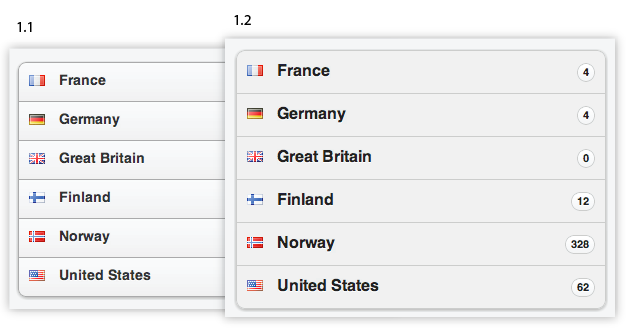 1.1
France
Germany
Great Britain
Finland
Norway
United States
1.2
France 4
Germany 4
Great Britain 0
Finland 12
Norway 328
United States 62